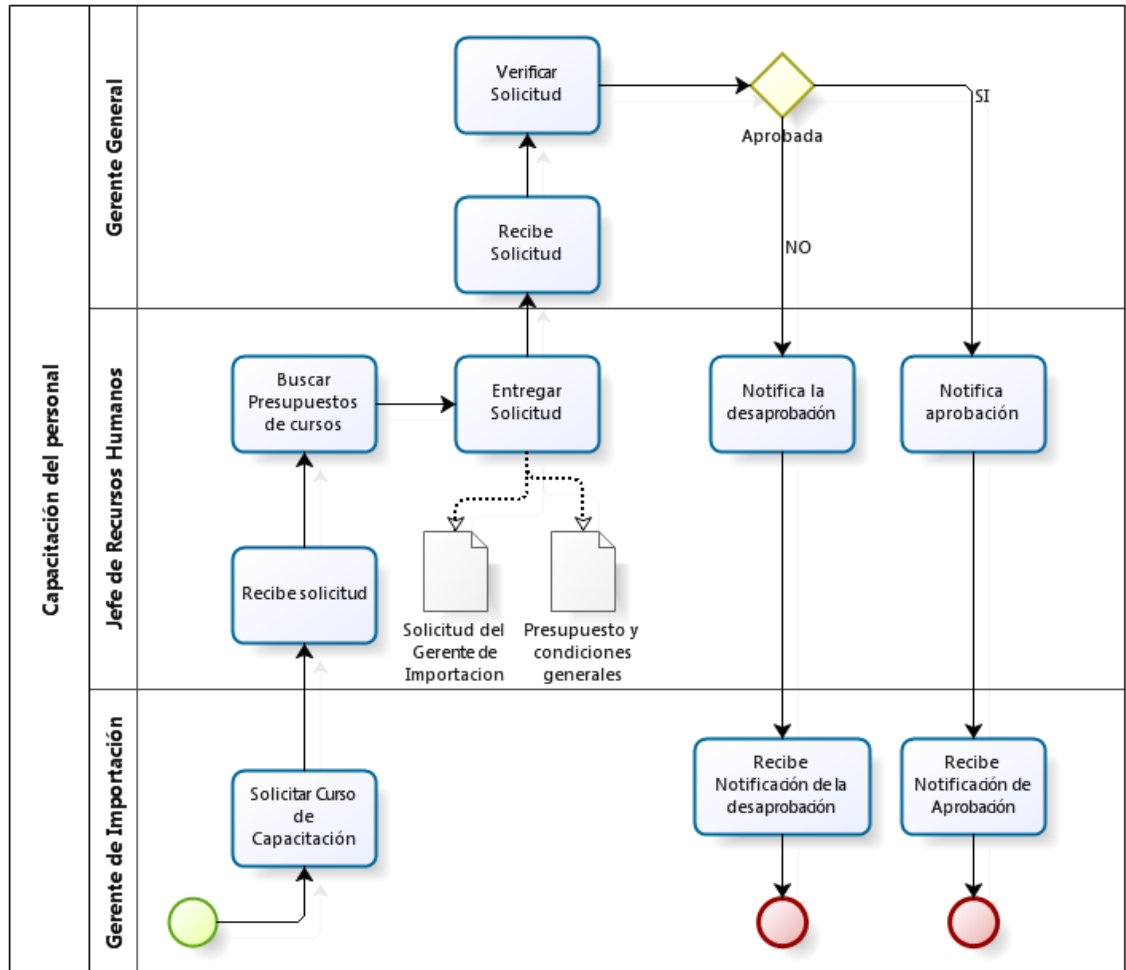 Capacitación del personal
Gerente General
Verificar
Solicitud
Aprobada
SI
NO
Recibe
Solicitud
Jefe de Recursos Humanos
Buscar
Presupuestos
de cursos
Entregar
Solicitud
Notifica la
desaprobación
Notifica
aprobación
Recibe solicitud
Solicitud del
Gerente de
Importacion
Presupuesto y
condiciones
generales
Gerente de Importación
Solicitar Curso
de
Capacitación
Recibe
Notificación de la
desaprobación
Recibe
Notificación de
Aprobación